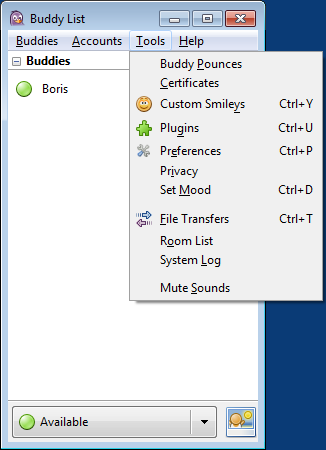 Buddy List
Buddies Accounts Tools Help
Buddies
Boris
Buddy Pounces
Certificates
Custom Smileys Ctrl+Y
Plugins Ctrl+U
Preferences Ctrl+P
Privacy
Set Mood Ctrl+D
File Transfers Ctrl+T
Room List
System Log
Mute Sounds
Available